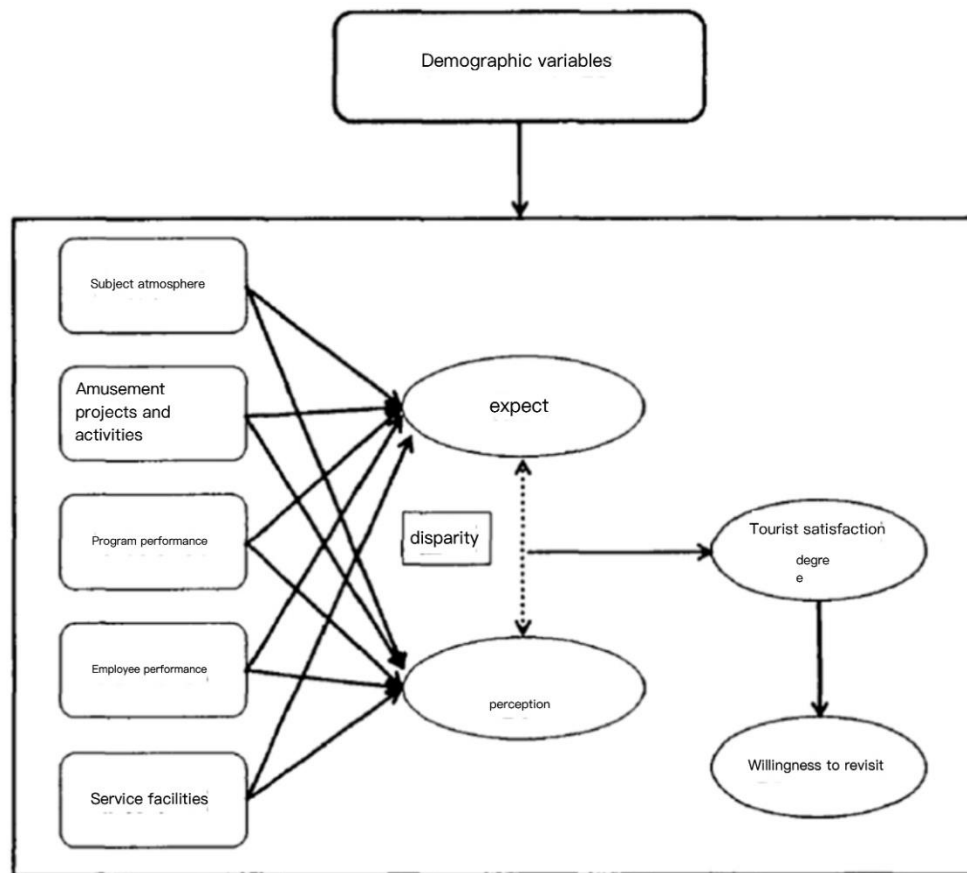 Demographic variables
Subject atmosphere
Amusement
projects and
activities
expect
Program performance
disparity
Tourist satisfaction
degre
e
Employee performance
perception
Service facilities
Willingness to revisit